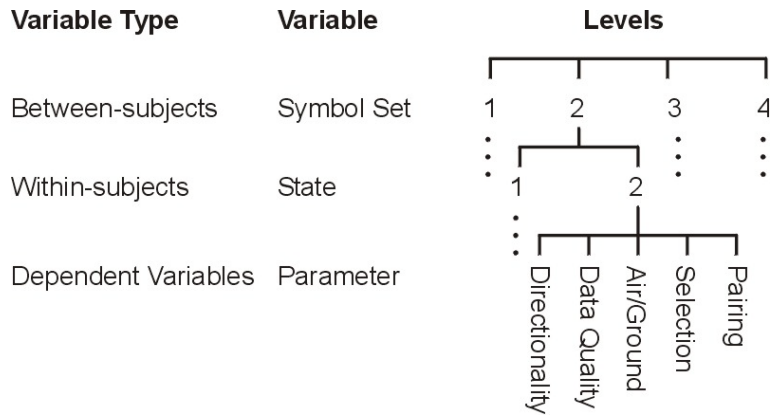 Variable Type Variable Levels
Between-subjects Symbol Set 1 2 3 4
Within-subjects State 1 2
Dependent Variables Parameter
Directionality
Data Quality
Air/Ground
Selection
Pairing